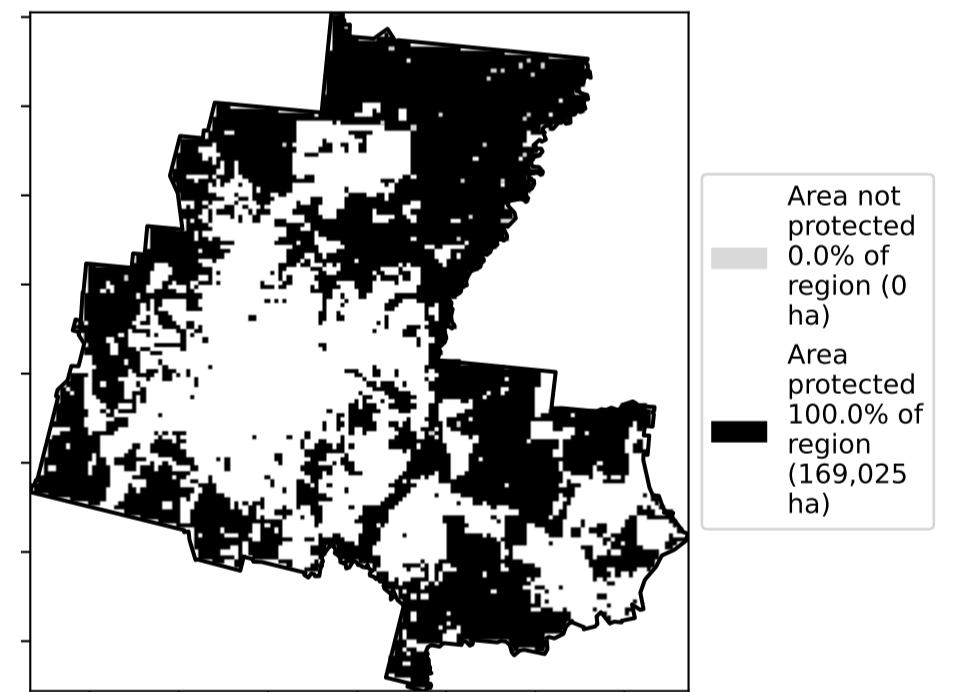 Area not
protected
0.0% of
region (0
ha)
Area
protected
100.0% of
region
(169,025
ha)